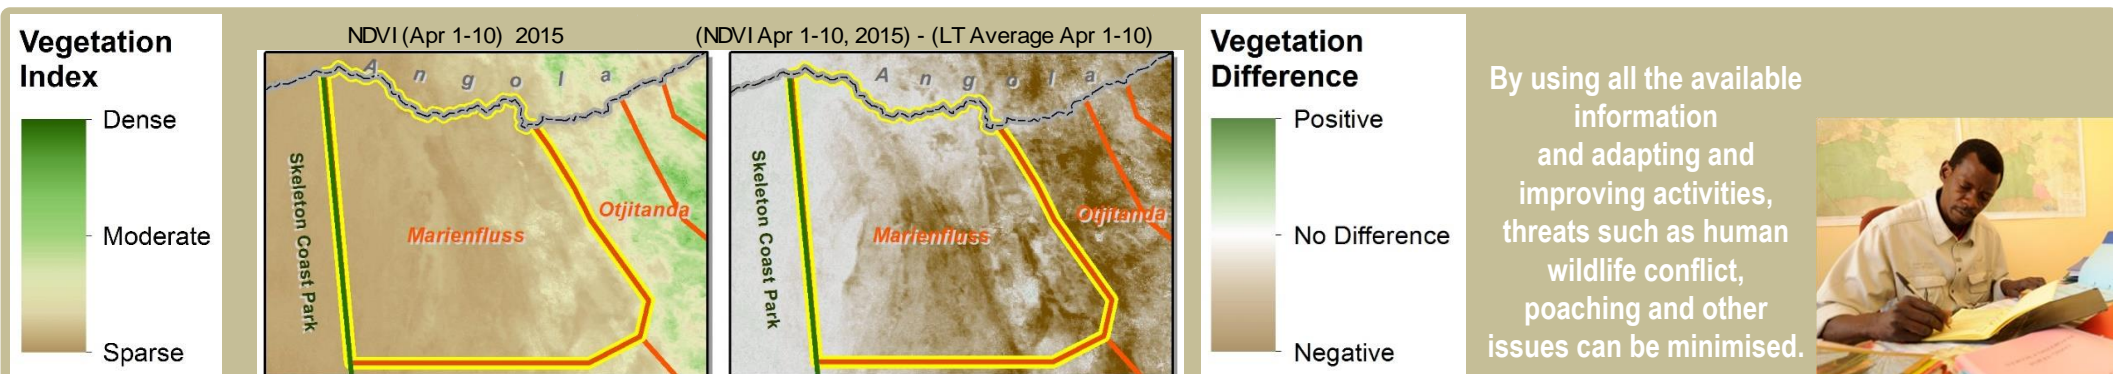 Vegetation
Index
Dense
Moderate
Sparse
NDVI (Apr 1-10) 2015
Angola
Skeleton Coast Park
Marienfluss
Otjitanda
(NDVI Apr 1-10, 2015) - (LT Average Apr 1-10)
Angola
Skeleton Coast Park
Marienfluss
Otjitanda
Vegetation
Difference
Positive
No Difference
Negative
By using all the available
information
and adapting and
improving activities,
threats such as human
wildlife conflict,
poaching and other
issues can be minimised.